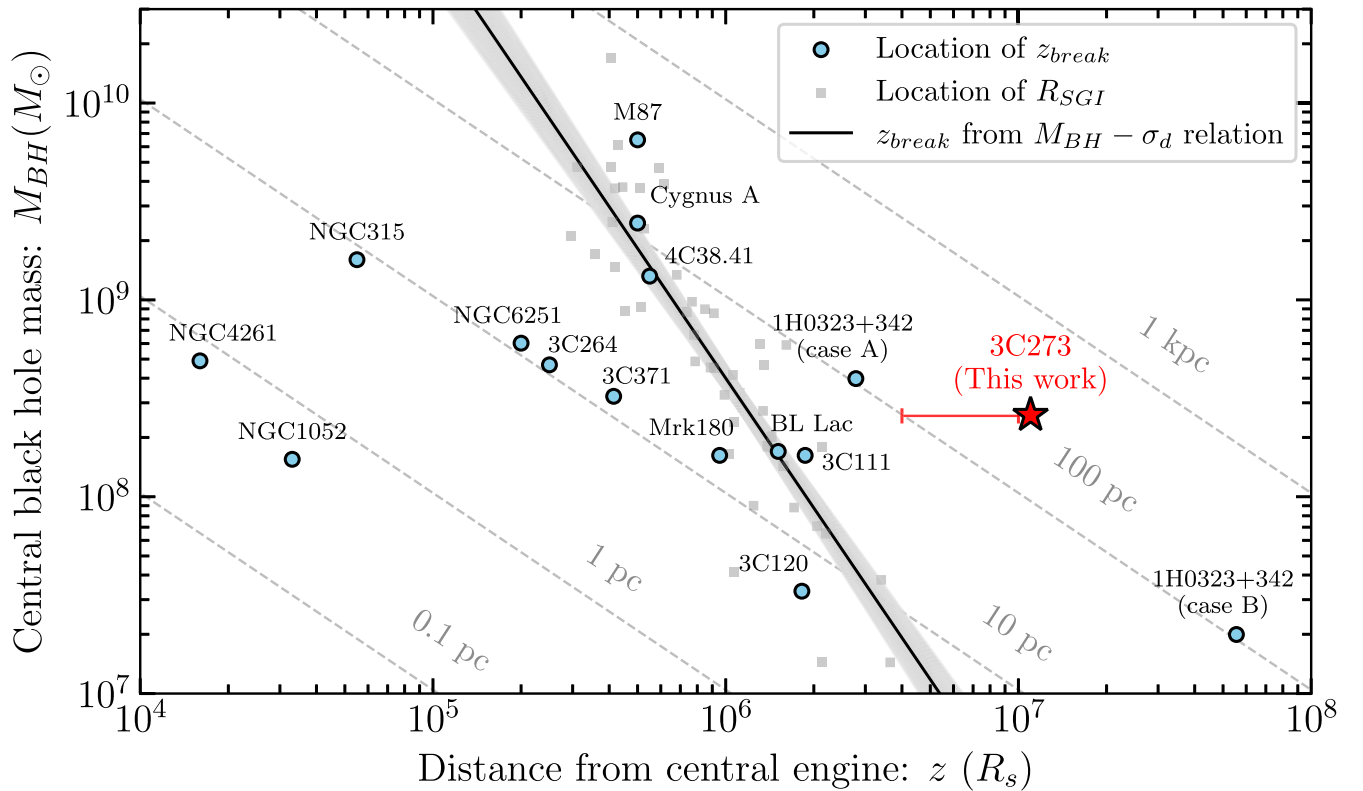 Location of z_break
Location of R_SGI
z_break from M_BH − σ_d relation
Central black hole mass: M_BH (M_⊙)
10^10
10^9
10^8
10^7
M87
Cygnus A
4C38.41
NGC315
NGC6251
3C264
3C371
NGC4261
NGC1052
1H0323+342
(case A)
3C273
(This work)
Mrk180
BL Lac
3C111
3C120
1H0323+342
(case B)
1 kpc
100 pc
10 pc
1 pc
0.1 pc
10^4
10^5
10^6
10^7
10^8
Distance from central engine: z (R_s)